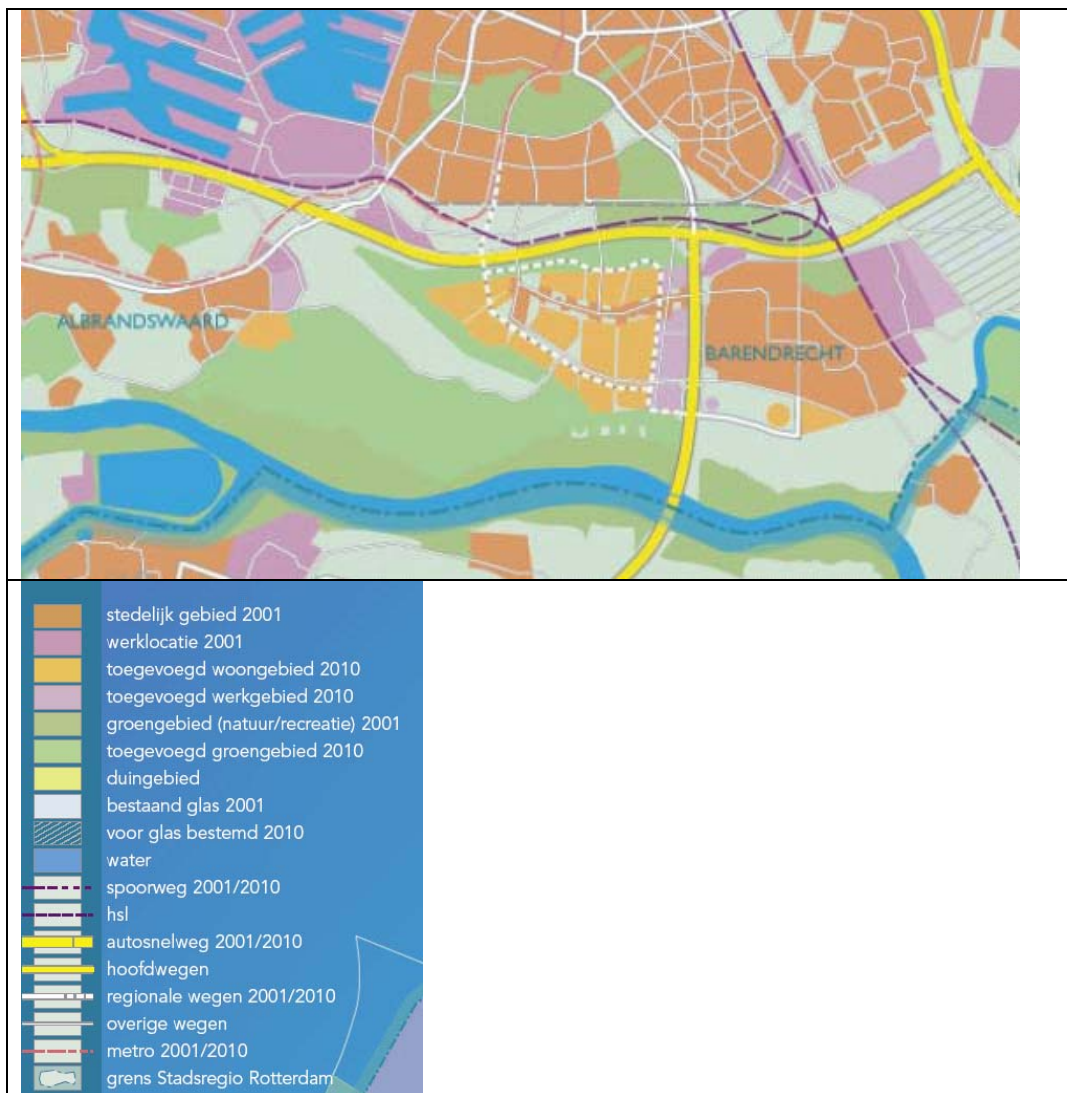 ALBRANDSWAARD
BARENDRECHT
stedelijk gebied 2001
werklocatie 2001
toegevoegd woongebied 2010
toegevoegd werkgebied 2010
groengebied (natuur/recreatie) 2001
toegevoegd groengebied 2010
duingebied
bestaand glas 2001
voor glas bestemd 2010
water
spoorweg 2001/2010
hsl
autosnelweg 2001/2010
hoofdwegen
regionale wegen 2001/2010
overige wegen
metro 2001/2010
grens Stadsregio Rotterdam